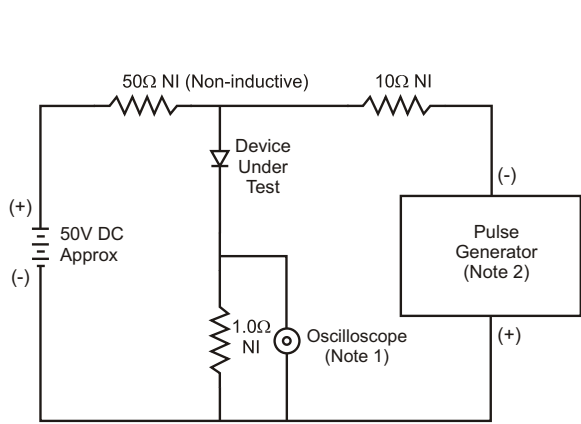 50Ω NI (Non-inductive)
10Ω NI
Device
Under
Test
(-)
(+)
50V DC
Approx
(-)
Pulse
Generator
(Note 2)
1.0Ω
NI
Oscilloscope
(Note 1)
(+)